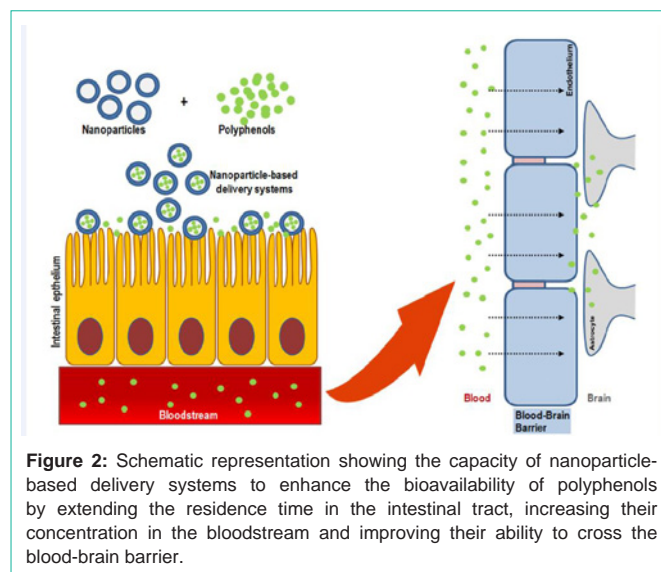 Nanoparticles
+
Polyphenols
Nanoparticle-based
delivery systems
Intestinal epthelium
Bloodstream
Endothelium
Astrocyte
Blood
Brain
Blood-Brain
Barrier
Figure 2: Schematic representation showing the capacity of nanoparticle-
based delivery systems to enhance the bioavailability of polyphenols
by extending the residence time in the intestinal tract, increasing their
concentration in the bloodstream and improving their ability to cross the
blood-brain barrier.